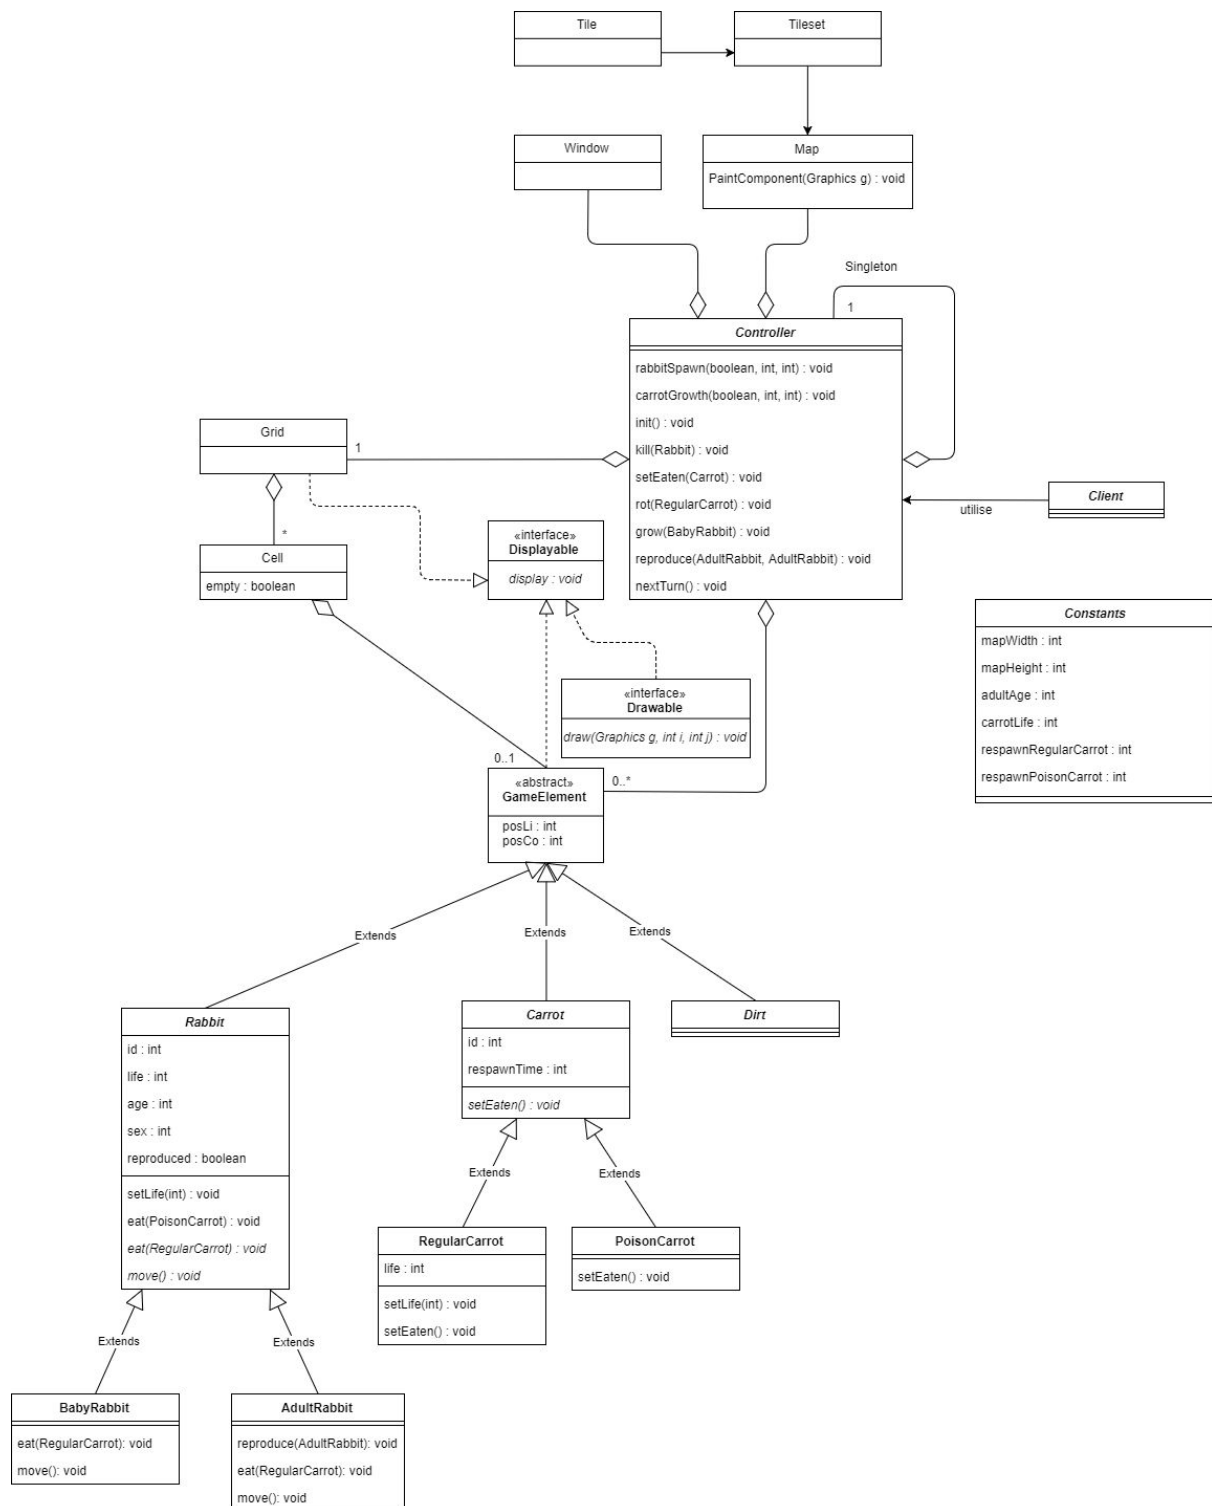 Tile
Tileset
Window
Map
PaintComponent(Graphics g) : void
Singleton
1
Controller
rabbitSpawn(boolean, int, int) : void
carrotGrowth(boolean, int, int) : void
init() : void
kill(Rabbit) : void
setEaten(Carrot) : void
rot(RegularCarrot) : void
grow(BabyRabbit) : void
reproduce(AdultRabbit, AdultRabbit) : void
nextTurn() : void
Grid
1
*
Cell
empty : boolean
«interface»
Displayable
display : void
Client
utilise
Constants
mapWidth : int
mapHeight : int
adultAge : int
carrotLife : int
respawnRegularCarrot : int
respawnPoisonCarrot : int
«interface»
Drawable
draw(Graphics g, int i, int j) : void
0..1
0..*
«abstract»
GameElement
posLi : int
posCo : int
Extends
Extends
Extends
Rabbit
id : int
life : int
age : int
sex : int
reproduced : boolean
setLife(int) : void
eat(PoisonCarrot) : void
eat(RegularCarrot) : void
move() : void
Carrot
id : int
respawnTime : int
setEaten() : void
Dirt
Extends
Extends
RegularCarrot
life : int
setLife(int) : void
setEaten() : void
PoisonCarrot
setEaten() : void
Extends
Extends
BabyRabbit
eat(RegularCarrot): void
move(): void
AdultRabbit
reproduce(AdultRabbit): void
eat(RegularCarrot): void
move(): void